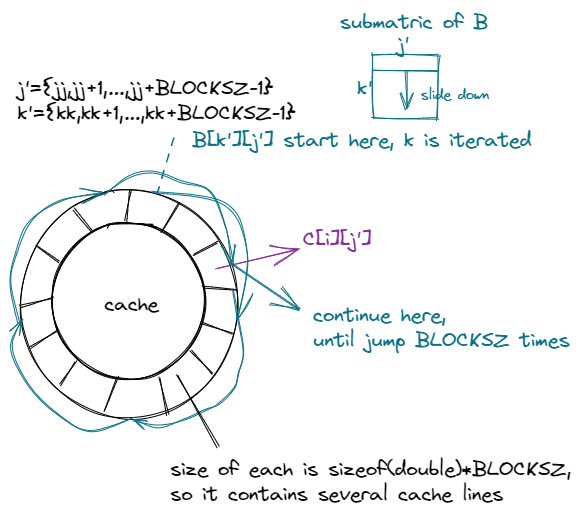 submatric of B
j'
k'
slide down
j'={jj,jj+1,...,jj+BLOCKSZ-1}
k'={kk,kk+1,...,kk+BLOCKSZ-1}
B[k'][j'] start here, k is iterated
C[i][j']
cache
continue here,
until jump BLOCKSZ times
size of each is sizeof(double)*BLOCKSZ,
so it contains several cache lines